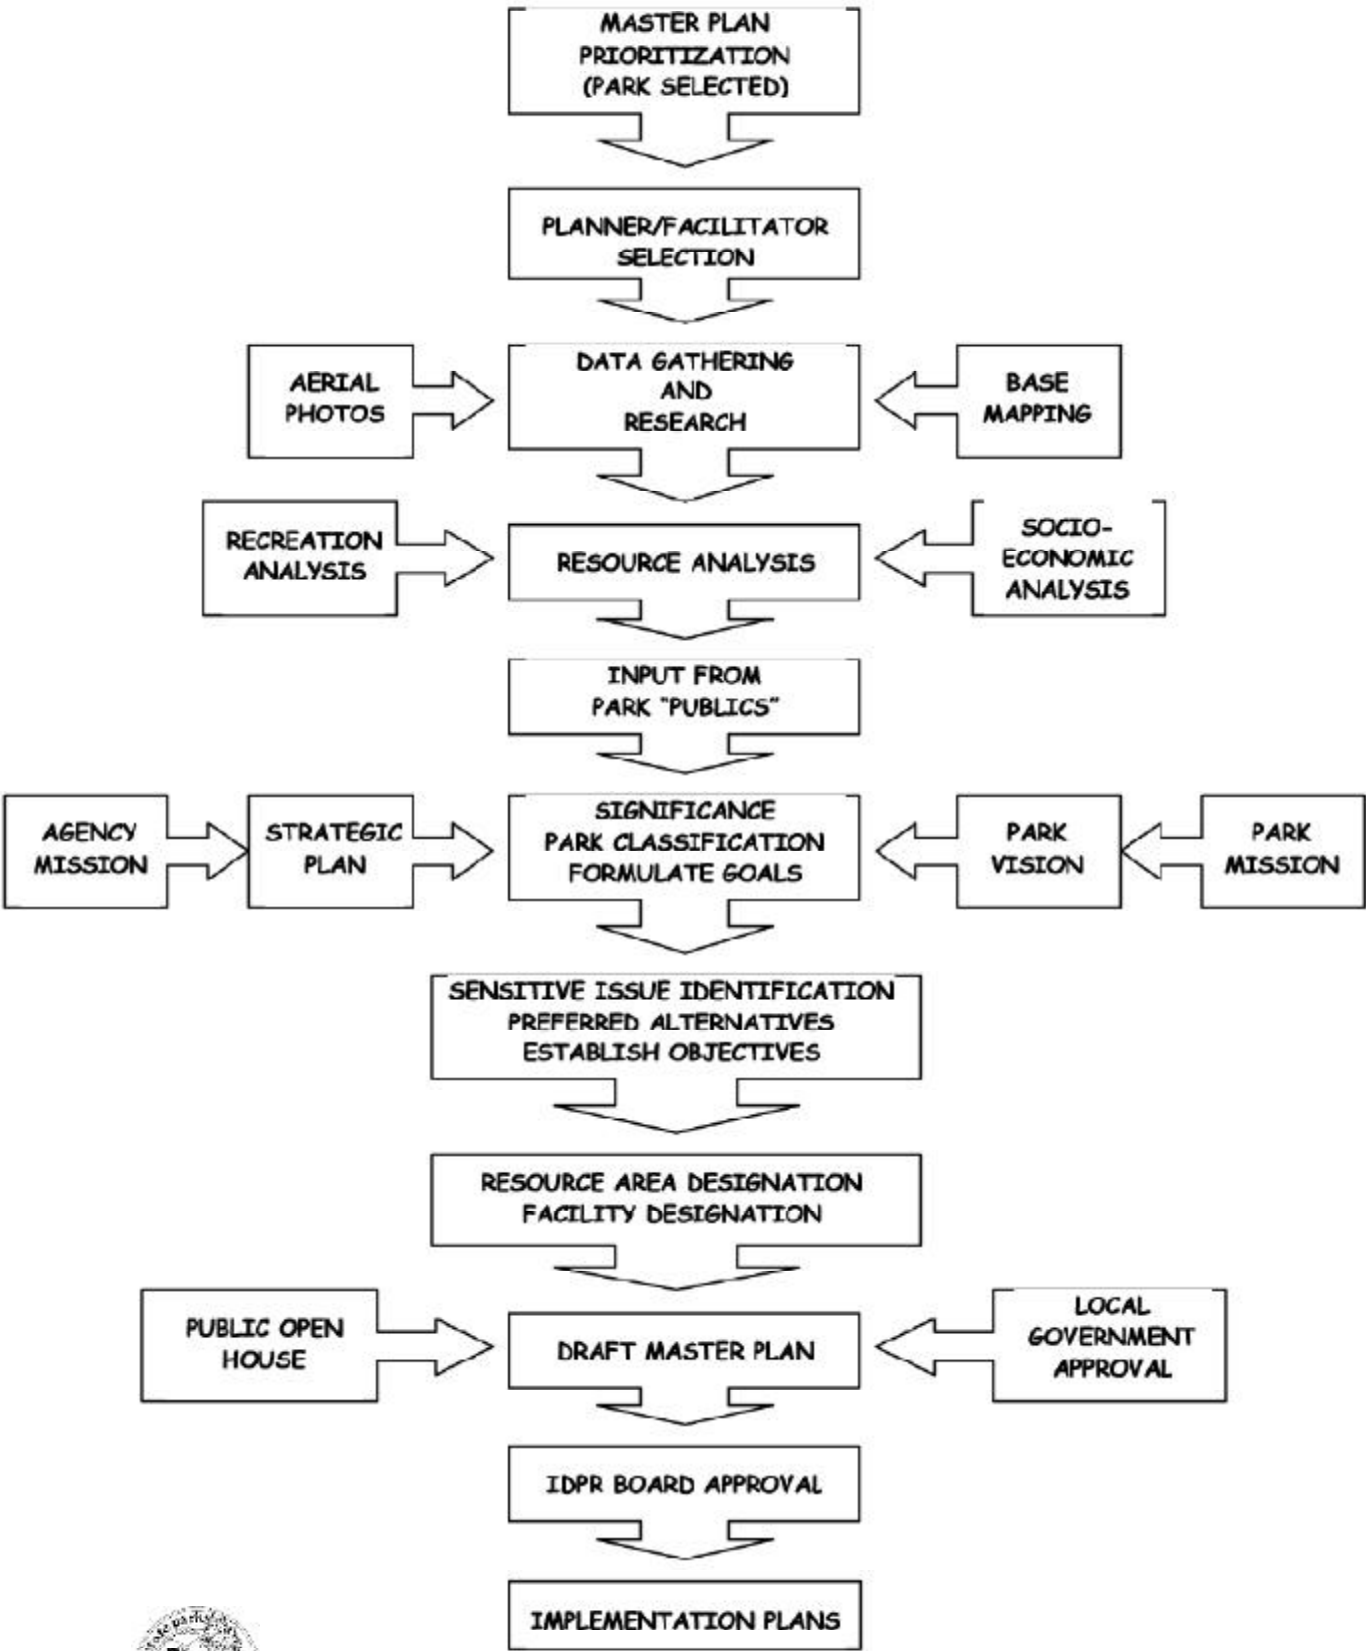 MASTER PLAN
PRIORITIZATION
(PARK SELECTED)
PLANNER/FACILITATOR
SELECTION
AERIAL
PHOTOS
DATA GATHERING
AND
RESEARCH
BASE
MAPPING
RECREATION
ANALYSIS
RESOURCE ANALYSIS
SOCIO-
ECONOMIC
ANALYSIS
INPUT FROM
PARK "PUBLICS"
AGENCY
MISSION
STRATEGIC
PLAN
SIGNIFICANCE
PARK CLASSIFICATION
FORMULATE GOALS
PARK
VISION
PARK
MISSION
SENSITIVE ISSUE IDENTIFICATION
PREFERRED ALTERNATIVES
ESTABLISH OBJECTIVES
RESOURCE AREA DESIGNATION
FACILITY DESIGNATION
PUBLIC OPEN
HOUSE
DRAFT MASTER PLAN
LOCAL
GOVERNMENT
APPROVAL
IDPR BOARD APPROVAL
IMPLEMENTATION PLANS